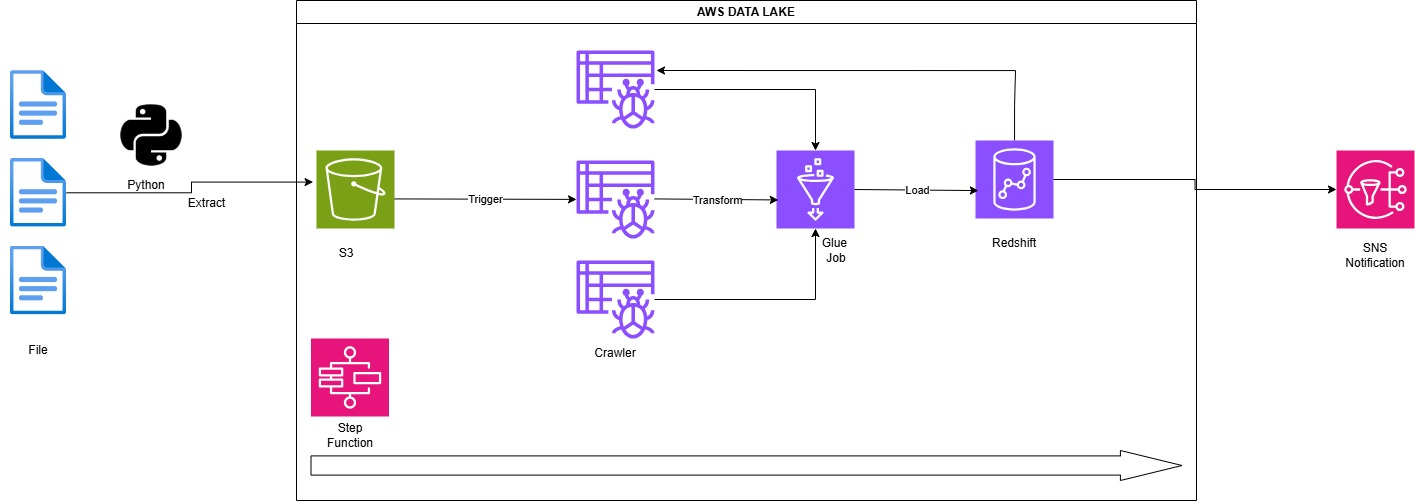 AWS DATA LAKE
Python
Extract
File
S3
Trigger
Transform
Crawler
Glue
Job
Load
Redshift
SNS
Notification
Step
Function